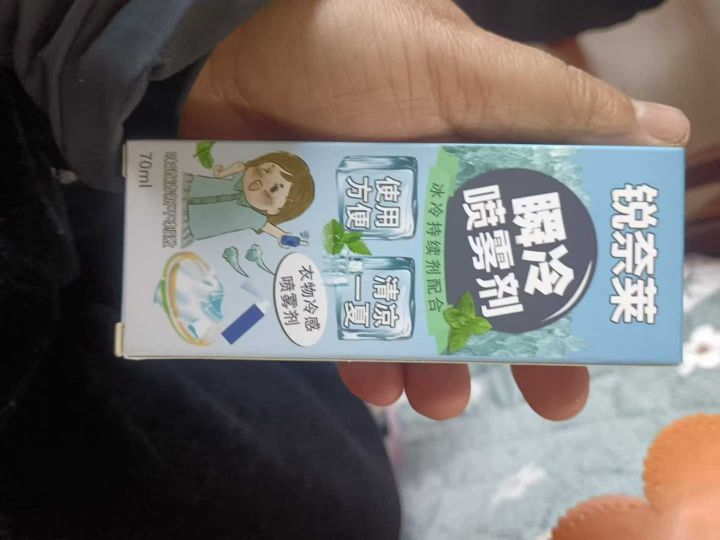 锐奈莱
瞬冷
喷雾剂
冰冷持续剂配合
使用
方便
清凉
一夏
衣物冷感
喷雾剂
70ml